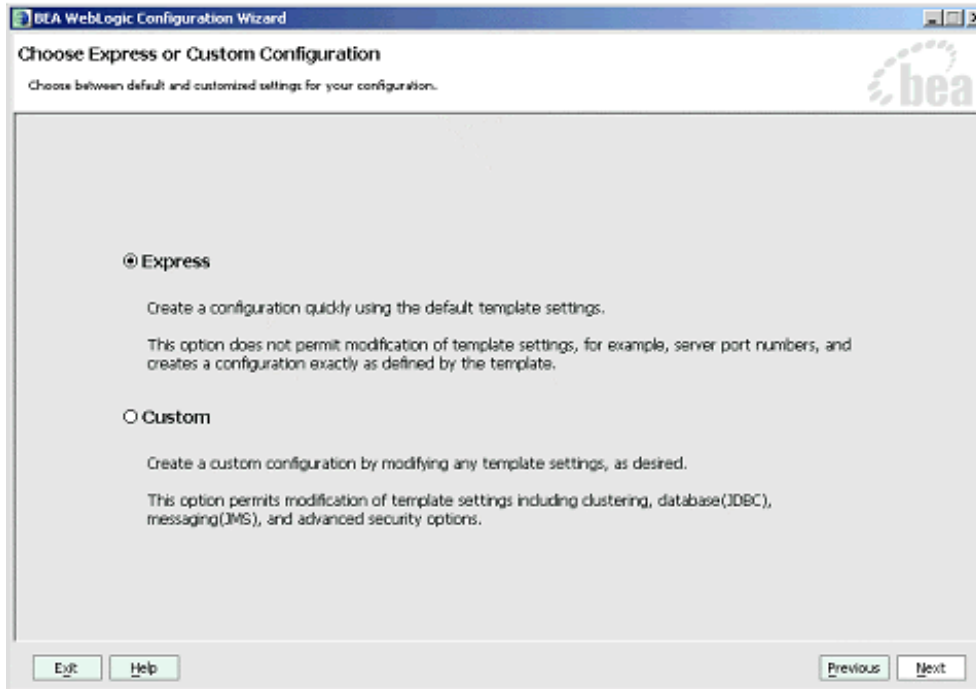 BEA WebLogic Configuration Wizard
Choose Express or Custom Configuration
Choose between default and customized settings for your configuration.
bea
Express
Create a configuration quickly using the default template settings.
This option does not permit modification of template settings, for example, server port numbers, and
creates a configuration exactly as defined by the template.
Custom
Create a custom configuration by modifying any template settings, as desired.
This option permits modification of template settings including clustering, database(JDBC),
messaging(JMS), and advanced security options.
Exit Help Previous Next